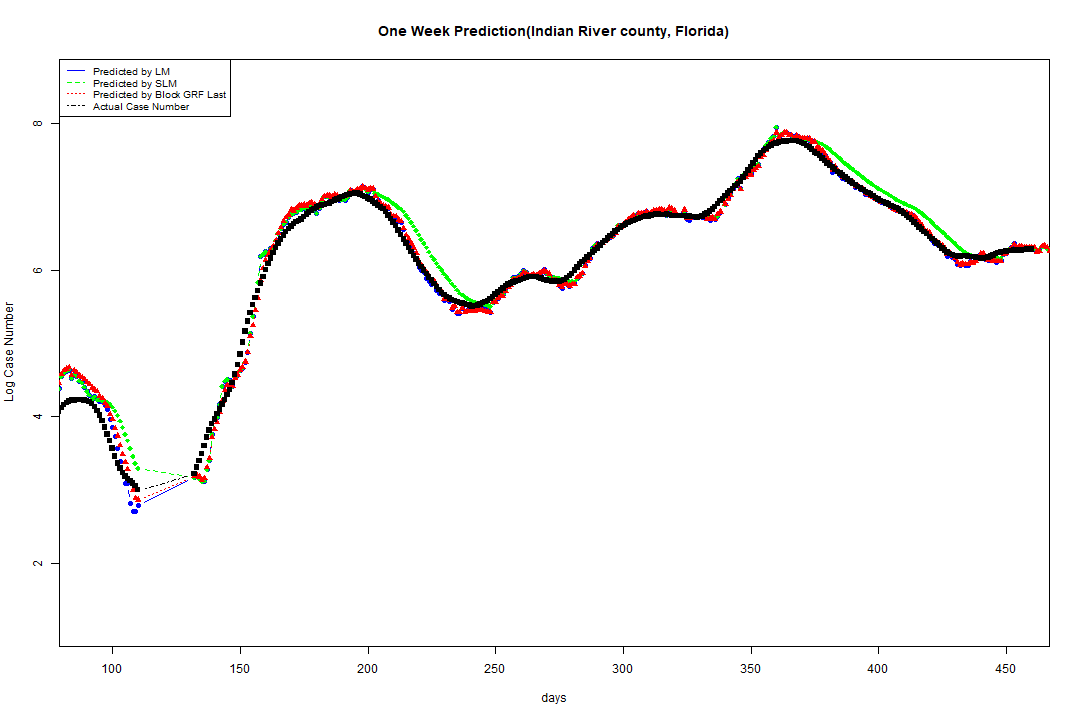 One Week Prediction(Indian River county, Florida)
Predicted by LM
Predicted by SLM
Predicted by Block GRF Last
Actual Case Number
8
6
4
2
Log Case Number
100 150 200 250 300 350 400 450
days